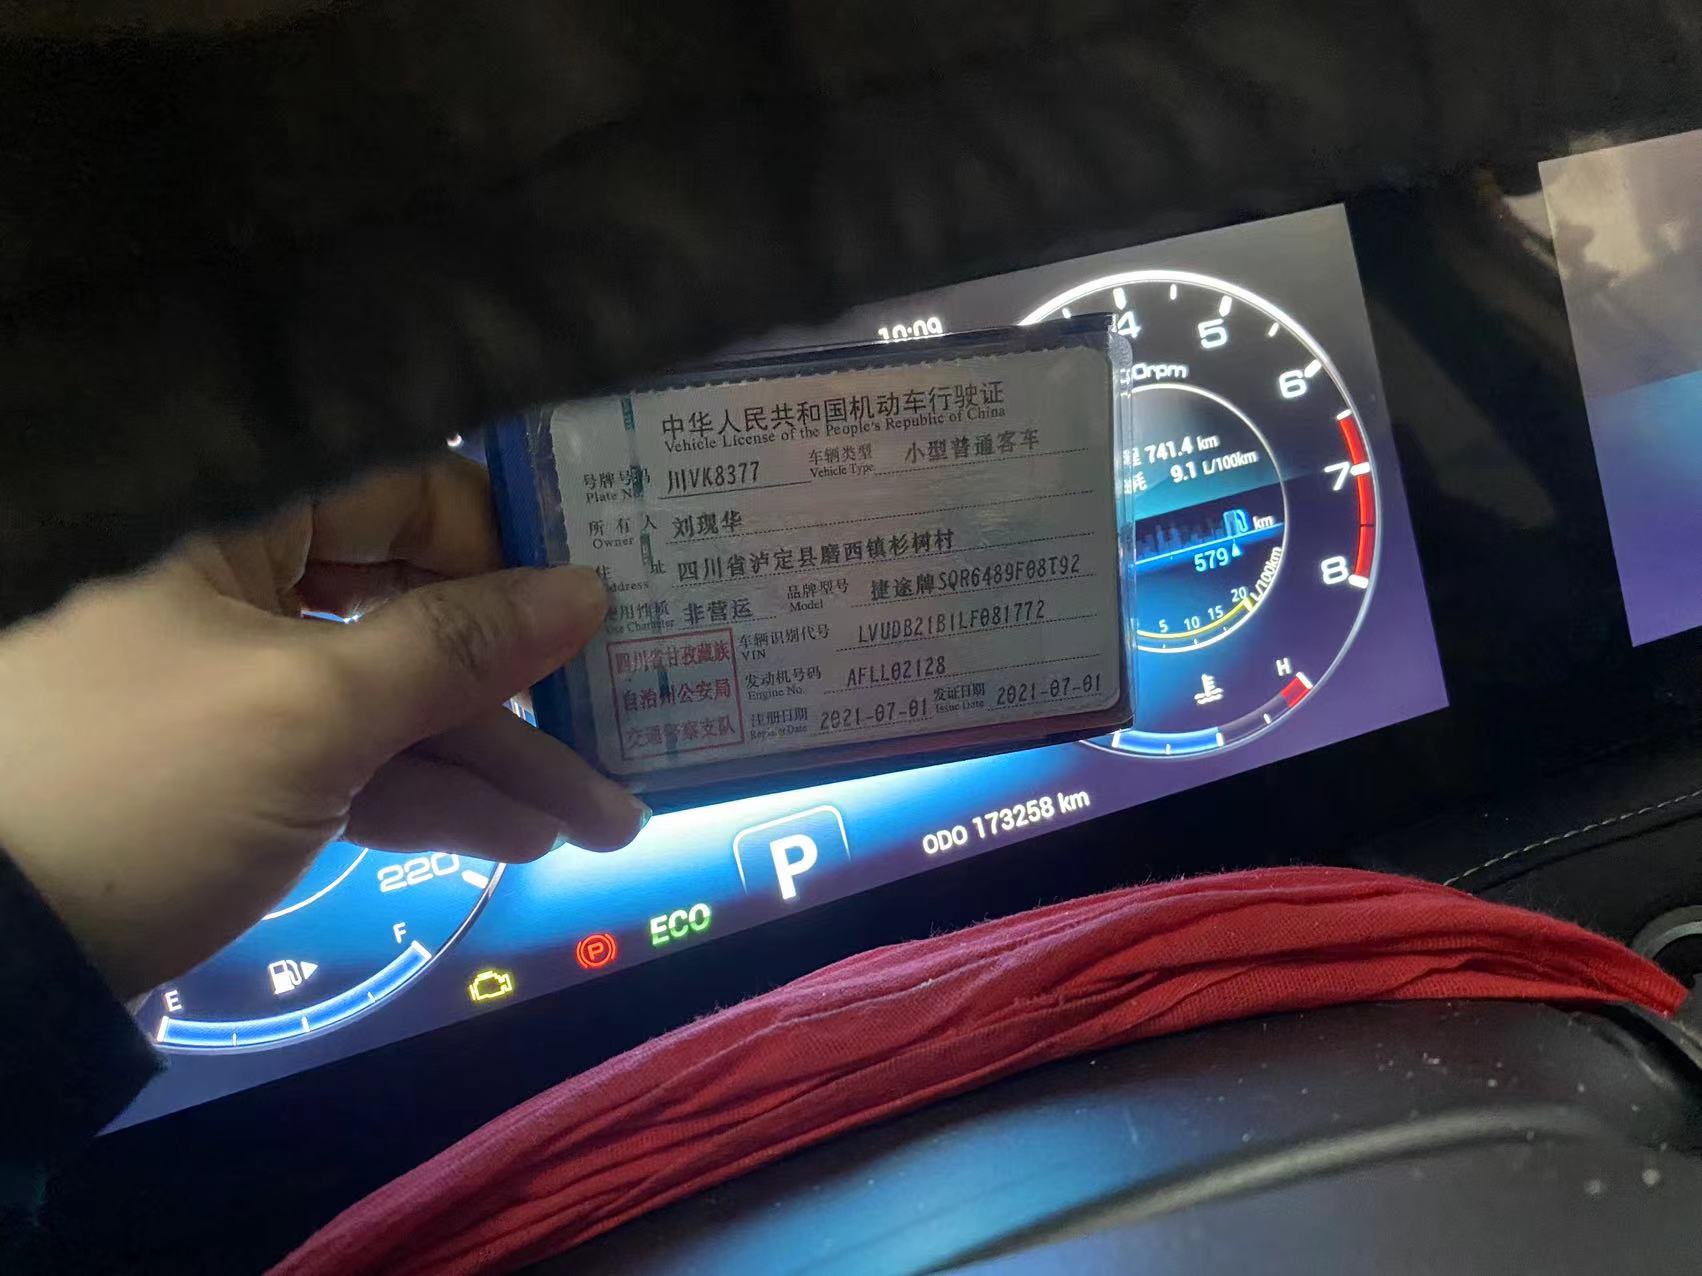 10:09
4
5
6
7
8
741.4 km
9.1 L/100km
km
579
5 10 15 20
L/100km
H
中华人民共和国机动车行驶证
Vehicle License of the People's Republic of China
号牌号码 川VK8377 车辆类型 小型普通客车
Plate No. Vehicle Type
所有人 刘现华
Owner
住址 四川省泸定县磨西镇杉树村
Address
使用性质 非营运 品牌型号 捷途牌SQR6489F08T92
Use Character Model
车辆识别代号 LVUDB21B1LF081772
VIN
发动机号码 AFLL02128
Engine No.
注册日期 2021-07-01 发证日期 2021-07-01
Register Date Issue Date
四川省甘孜藏族
自治州公安局
交通警察支队
P
ODO 173258 km
220
F
E
ECO
P